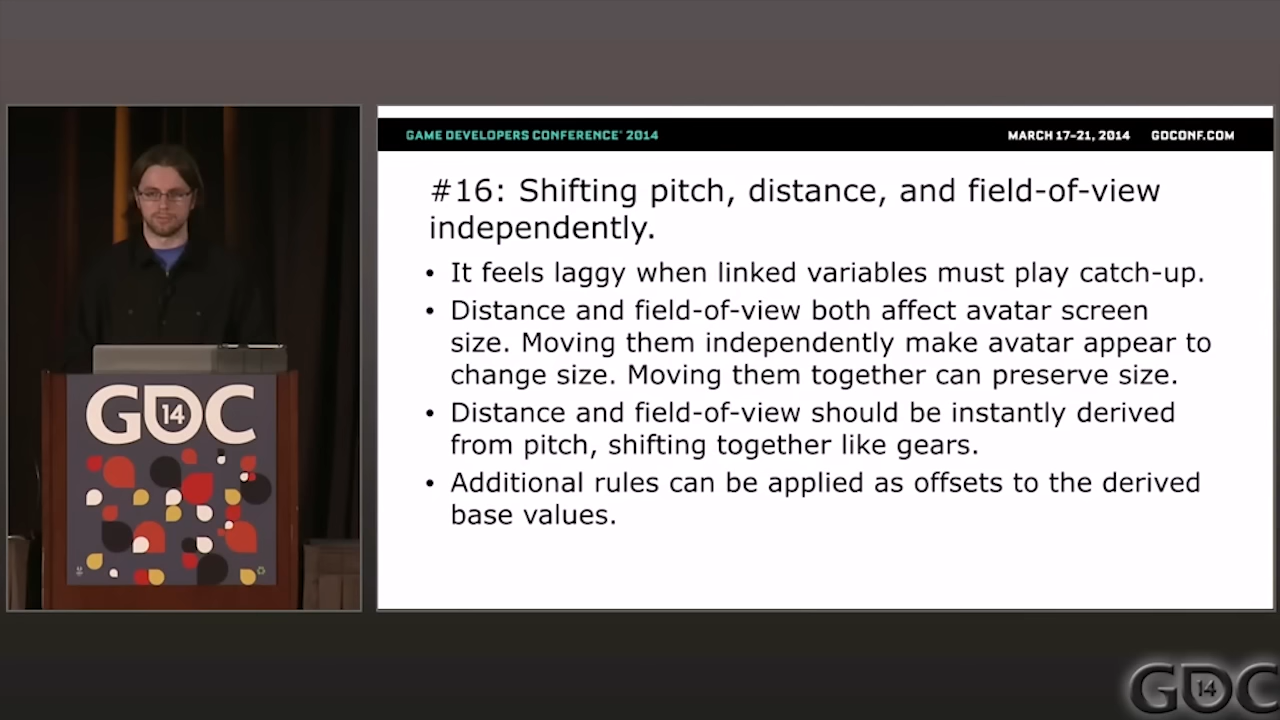 GAME DEVELOPERS CONFERENCE® 2014
MARCH 17–21, 2014 GDCONF.COM
#16: Shifting pitch, distance, and field-of-view
independently.
• It feels laggy when linked variables must play catch-up.
• Distance and field-of-view both affect avatar screen
size. Moving them independently make avatar appear to
change size. Moving them together can preserve size.
• Distance and field-of-view should be instantly derived
from pitch, shifting together like gears.
• Additional rules can be applied as offsets to the derived
base values.
GDC
14
GDC
14